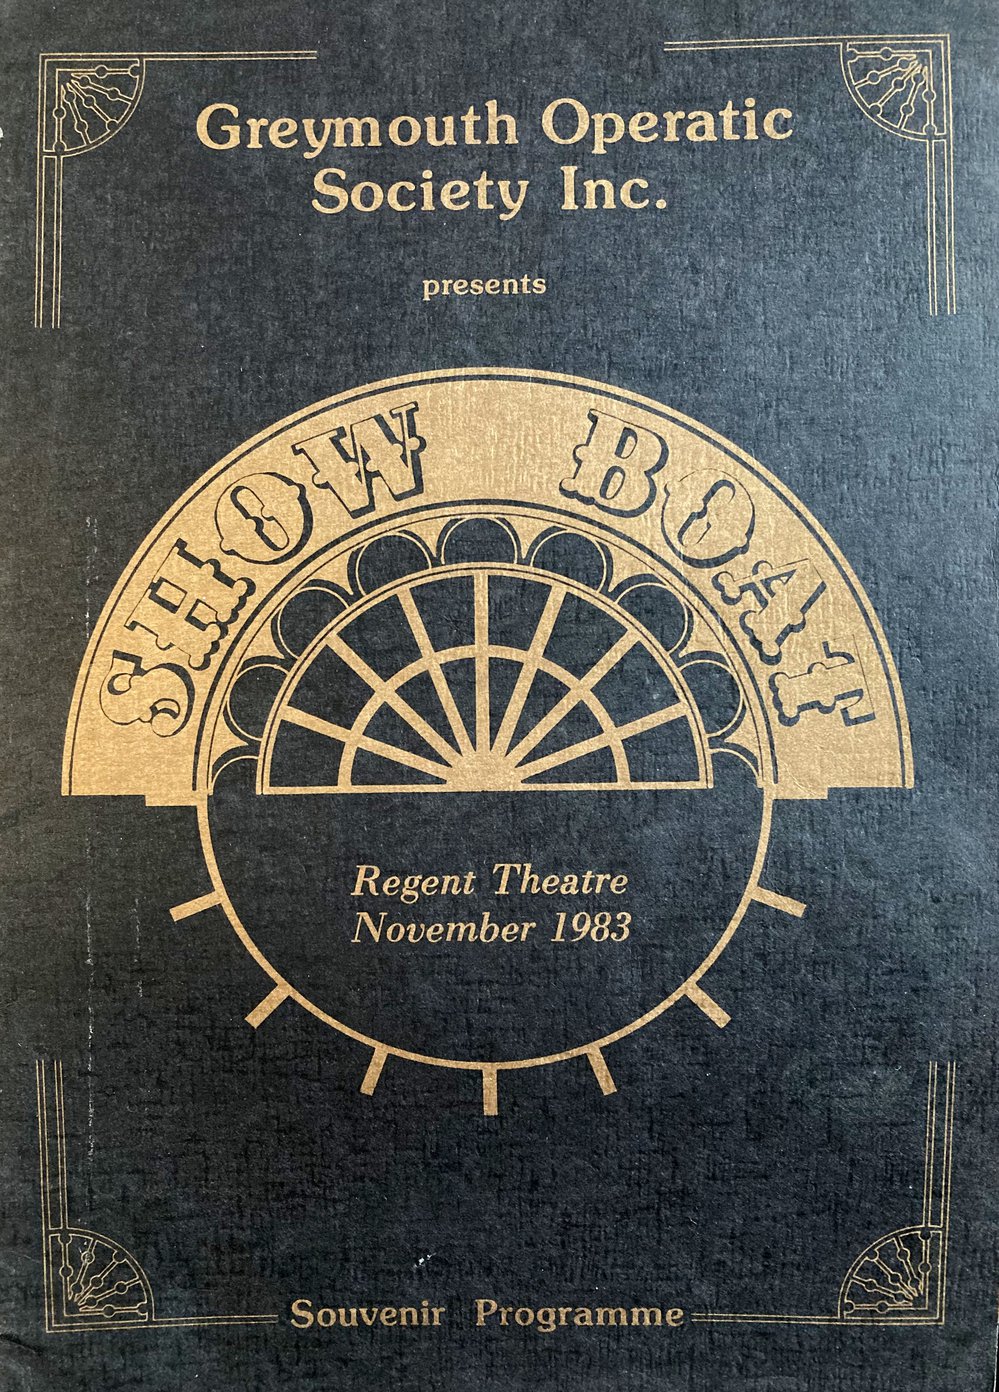 Greymouth Operatic
Society Inc.
presents
SHOW BOAT
Regent Theatre
November 1983
Souvenir Programme